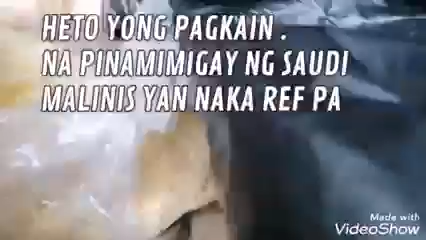 HETO YONG PAGKAIN .
NA PINAMIMIGAY NG SAUDI
MALINIS YAN NAKA REF PA
Made with
VideoShow